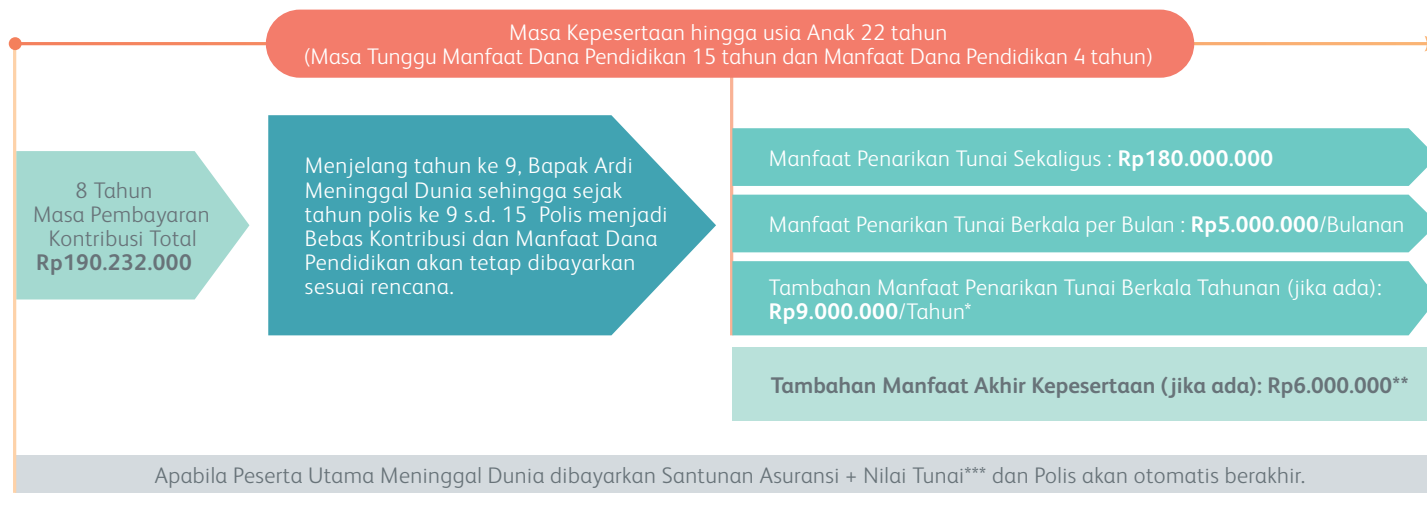 Masa Kepesertaan hingga usia Anak 22 tahun
(Masa Tunggu Manfaat Dana Pendidikan 15 tahun dan Manfaat Dana Pendidikan 4 tahun)
8 Tahun
Masa Pembayaran
Kontribusi Total
Rp190.232.000
Menjelang tahun ke 9, Bapak Ardi
Meninggal Dunia sehingga sejak
tahun polis ke 9 s.d. 15 Polis menjadi
Bebas Kontribusi dan Manfaat Dana
Pendidikan akan tetap dibayarkan
sesuai rencana.
Manfaat Penarikan Tunai Sekaligus : Rp180.000.000
Manfaat Penarikan Tunai Berkala per Bulan : Rp5.000.000/Bulanan
Tambahan Manfaat Penarikan Tunai Berkala Tahunan (jika ada):
Rp9.000.000/Tahun*
Tambahan Manfaat Akhir Kepesertaan (jika ada): Rp6.000.000**
Apabila Peserta Utama Meninggal Dunia dibayarkan Santunan Asuransi + Nilai Tunai*** dan Polis akan otomatis berakhir.